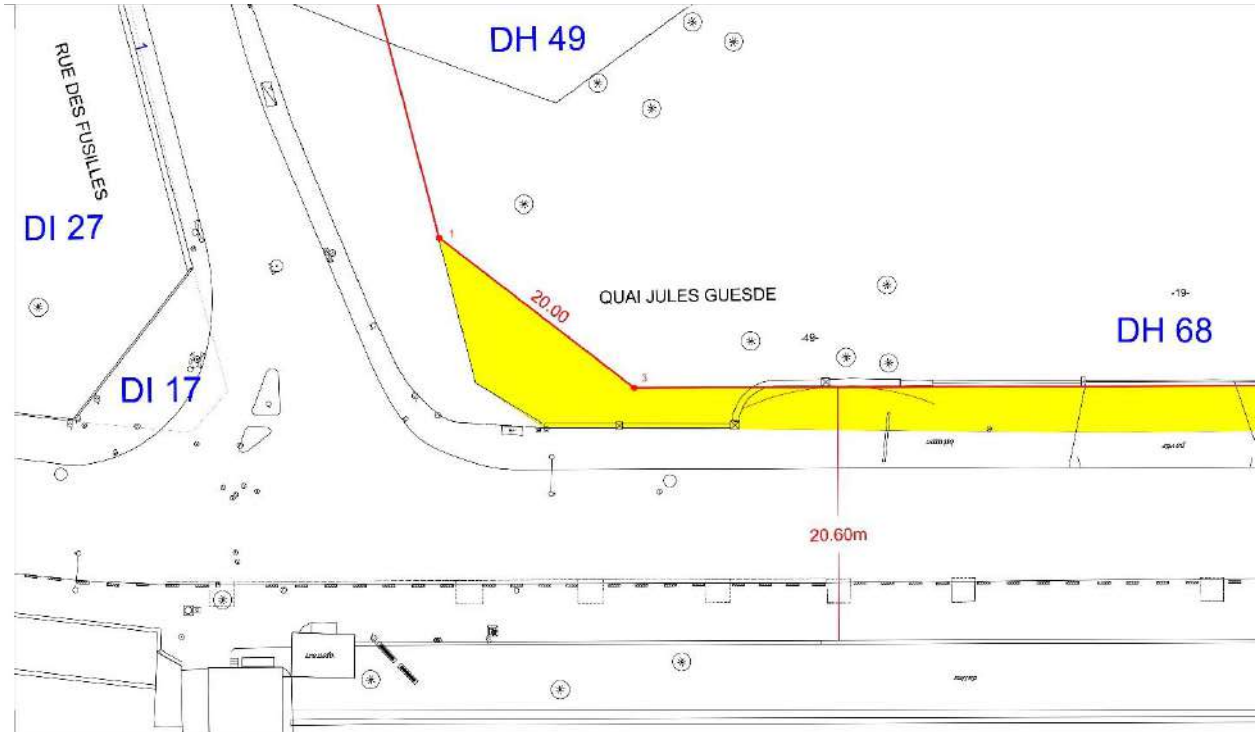 DH 49
1
RUE DES FUSILLES
DI 27
1
20.00
QUAI JULES GUESDE
-19-
DH 68
-49-
DI 17
3
20.60m